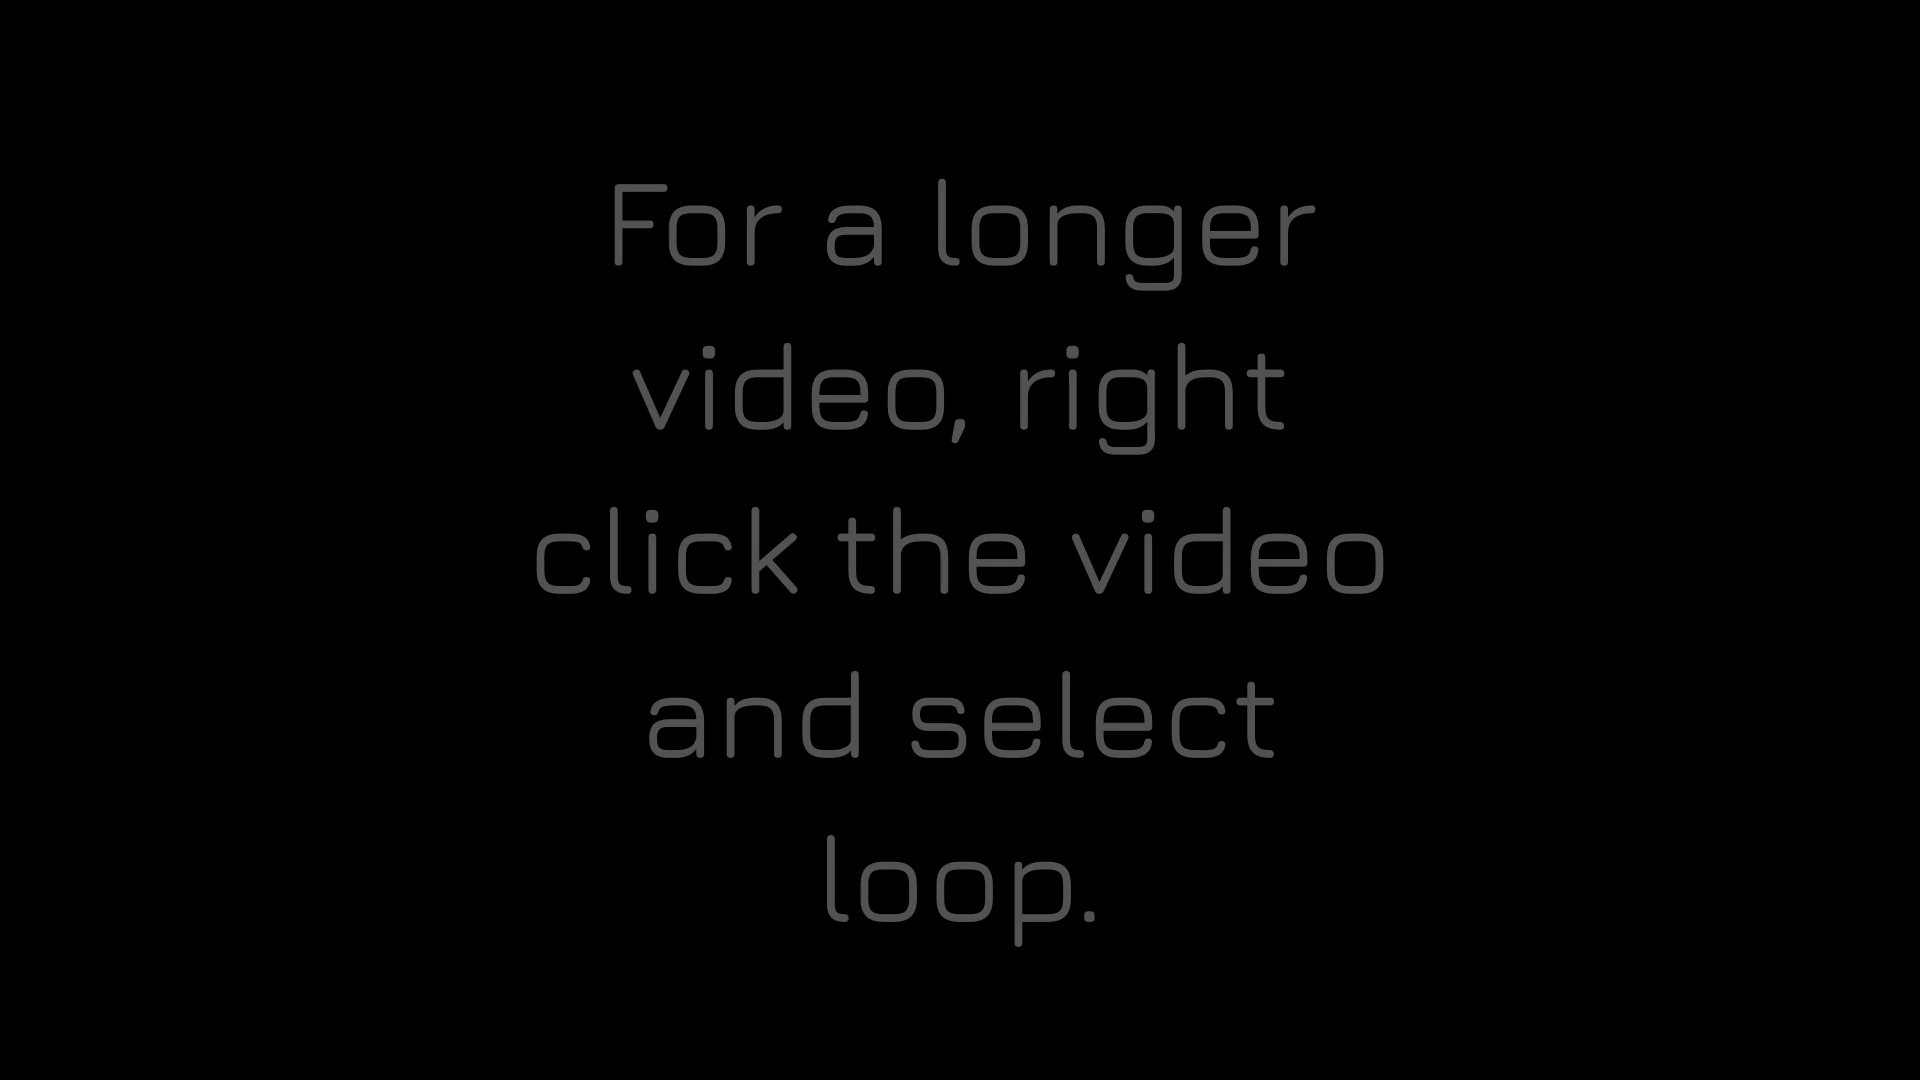 For a longer
video, right
click the video
and select
loop.